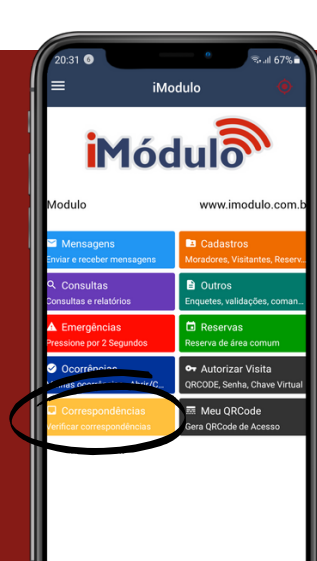 20:31
67%
iModulo
iMódulo
Modulo
www.imodulo.com.b
Mensagens
Enviar e receber mensagens
Cadastros
Moradores, Visitantes, Reserv...
Consultas
Consultas e relatórios
Outros
Enquetes, validações, coman...
Emergências
Pressione por 2 Segundos
Reservas
Reserva de área comum
Ocorrências
Autorizar Visita
QRCODE, Senha, Chave Virtual
Correspondências
Verificar correspondências
Meu QRCode
Gera QRCode de Acesso